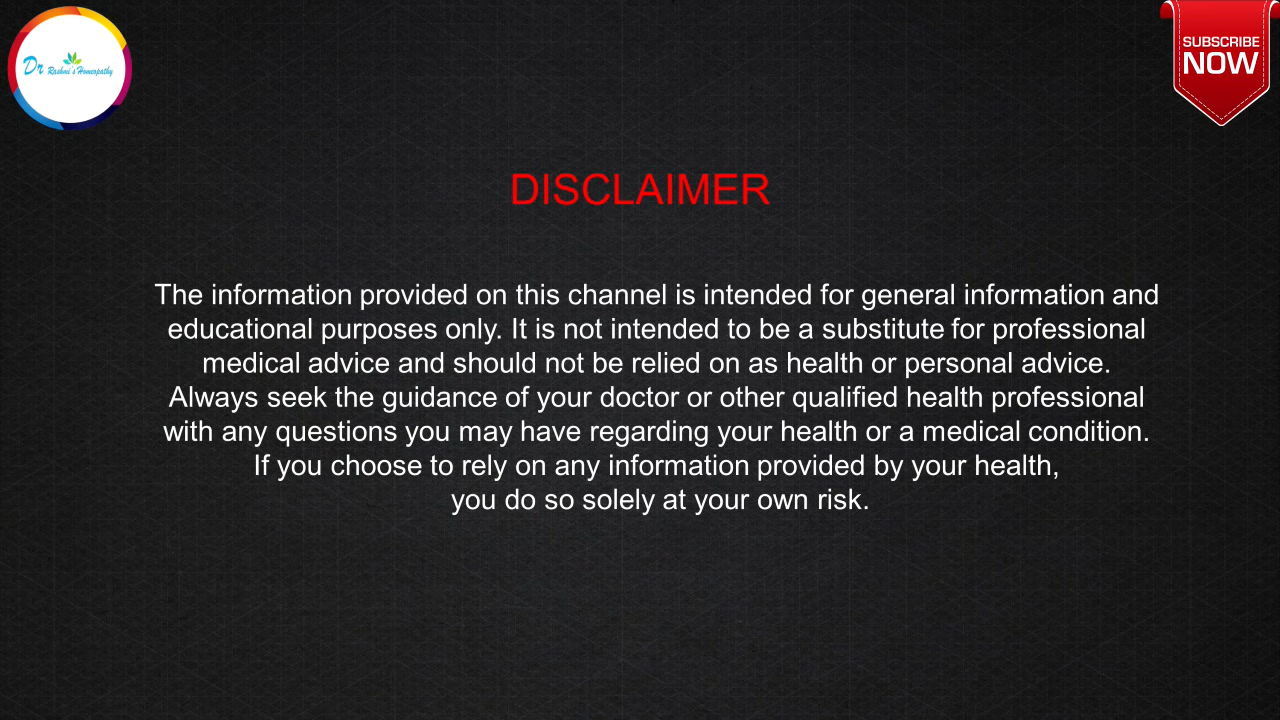 Dr Rashmi's Homeopathy
SUBSCRIBE
NOW
DISCLAIMER
The information provided on this channel is intended for general information and
educational purposes only. It is not intended to be a substitute for professional
medical advice and should not be relied on as health or personal advice.
Always seek the guidance of your doctor or other qualified health professional
with any questions you may have regarding your health or a medical condition.
If you choose to rely on any information provided by your health,
you do so solely at your own risk.